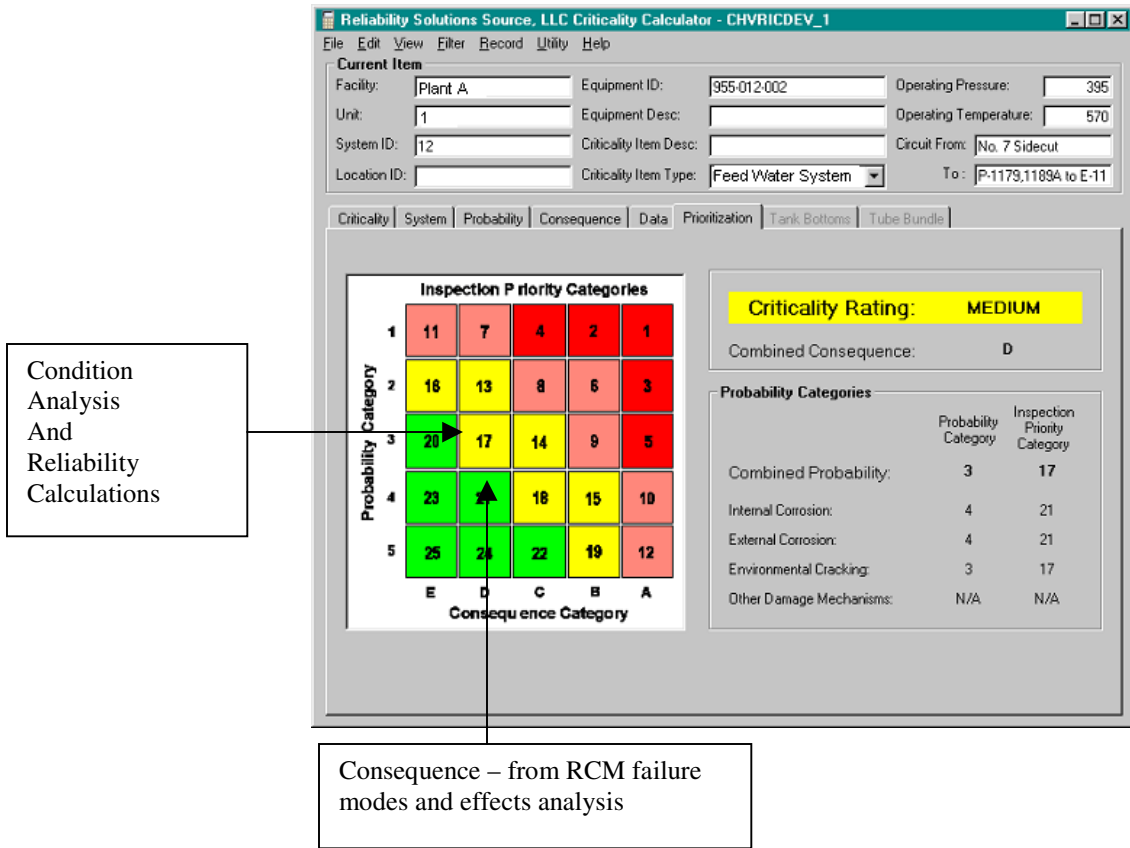 Reliability Solutions Source, LLC Criticality Calculator - CHVRICDEV_1
File Edit View Filter Record Utility Help
Current Item
Facility: Plant A Equipment ID: 955-012-002 Operating Pressure: 395
Unit: 1 Equipment Desc: Operating Temperature: 570
System ID: 12 Criticality Item Desc: Circuit From: No. 7 Sidecut
Location ID: Criticality Item Type: Feed Water System To: P-1179,1189A to E-11
Criticality System Probability Consequence Data Prioritization Tank Bottoms Tube Bundle
Inspection Priority Categories
Probability Category
1 11 7 4 2 1
2 16 13 8 6 3
3 20 17 14 9 5
4 23 18 15 10
5 25 24 22 19 12
E D C B A
Consequence Category
Criticality Rating: MEDIUM
Combined Consequence: D
Probability Categories
Probability Category
Inspection Priority Category
Combined Probability: 3 17
Internal Corrosion: 4 21
External Corrosion: 4 21
Environmental Cracking: 3 17
Other Damage Mechanisms: N/A N/A
Condition
Analysis
And
Reliability
Calculations
Consequence – from RCM failure
modes and effects analysis